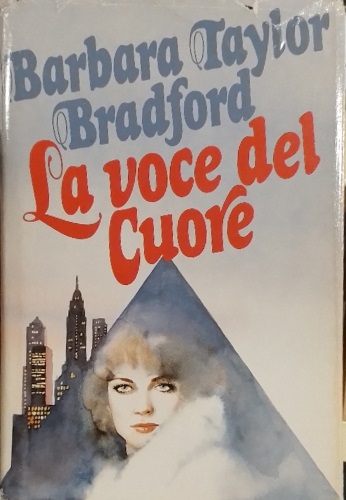 Barbara Taylor
Bradford
La voce del
Cuore